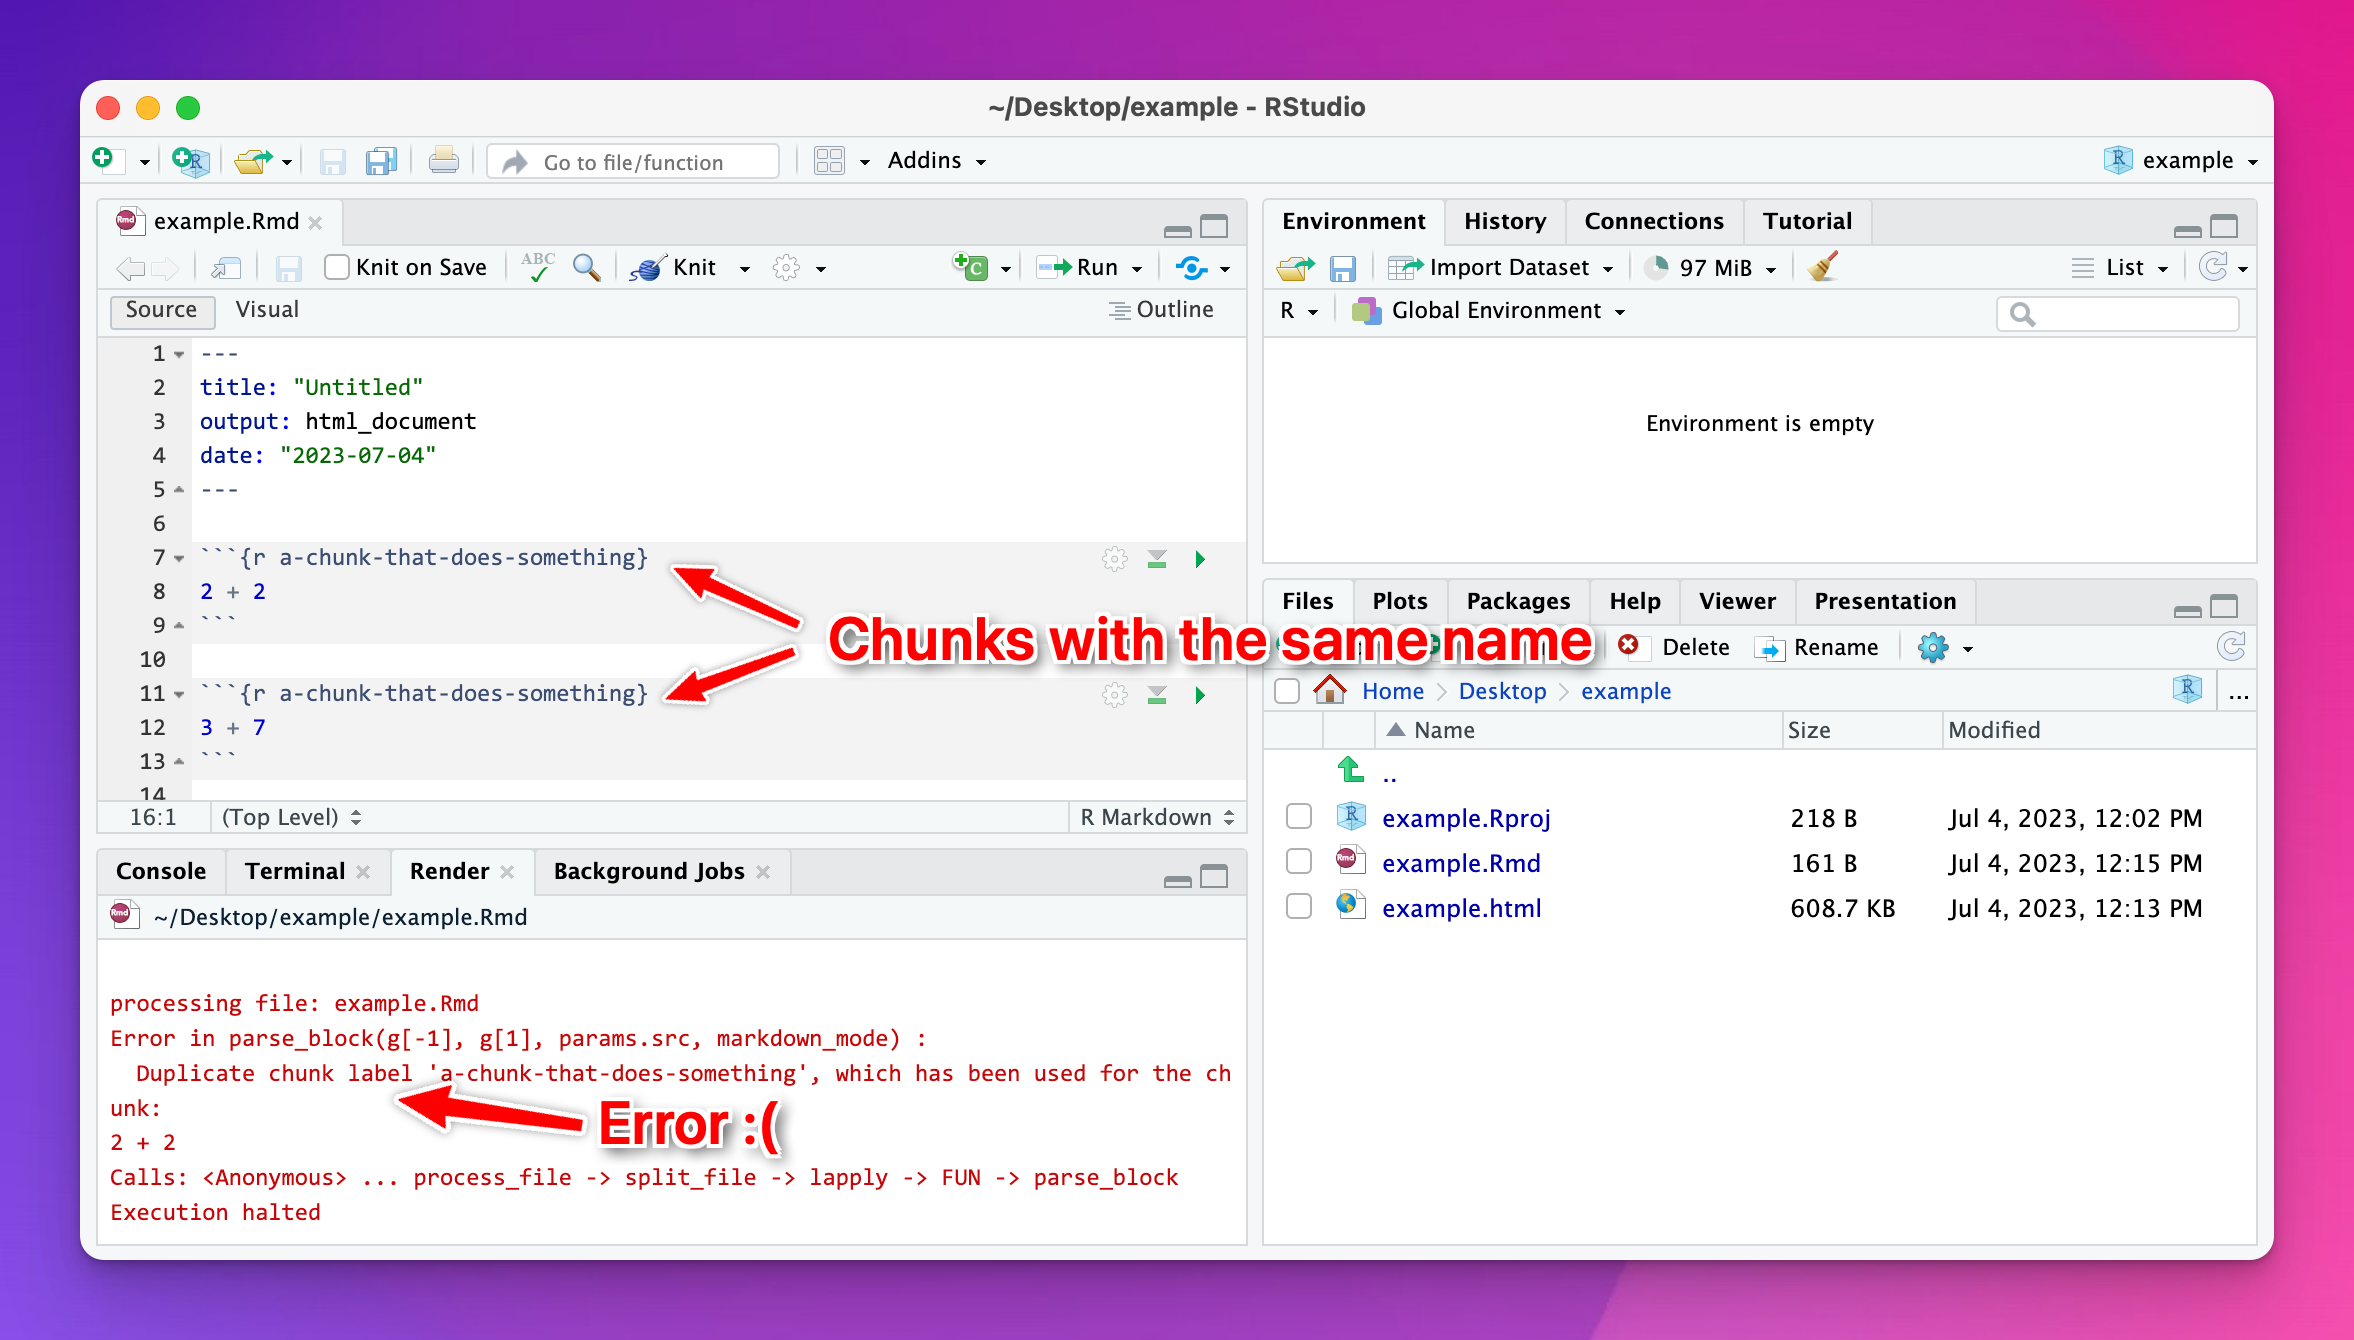 ~/Desktop/example - RStudio
Go to file/function
Addins
example
example.Rmd
Knit on Save
ABC
Knit
Run
Source
Visual
Outline
1 ---
2 title: "Untitled"
3 output: html_document
4 date: "2023-07-04"
5 ---
6
7 ```{r a-chunk-that-does-something}
8 2 + 2
9 ```
10
11 ```{r a-chunk-that-does-something}
12 3 + 7
13 ```
14
Chunks with the same name
16:1
(Top Level)
R Markdown
Console
Terminal
Render
Background Jobs
~/Desktop/example/example.Rmd
processing file: example.Rmd
Error in parse_block(g[-1], g[1], params.src, markdown_mode) :
Duplicate chunk label 'a-chunk-that-does-something', which has been used for the ch
unk:
2 + 2
Calls: <Anonymous> ... process_file -> split_file -> lapply -> FUN -> parse_block
Execution halted
Error :(
Environment
History
Connections
Tutorial
Import Dataset
97 MiB
List
R
Global Environment
Environment is empty
Files
Plots
Packages
Help
Viewer
Presentation
Delete
Rename
Home
Desktop
example
...
Name
Size
Modified
..
example.Rproj 218 B Jul 4, 2023, 12:02 PM
example.Rmd 161 B Jul 4, 2023, 12:15 PM
example.html 608.7 KB Jul 4, 2023, 12:13 PM